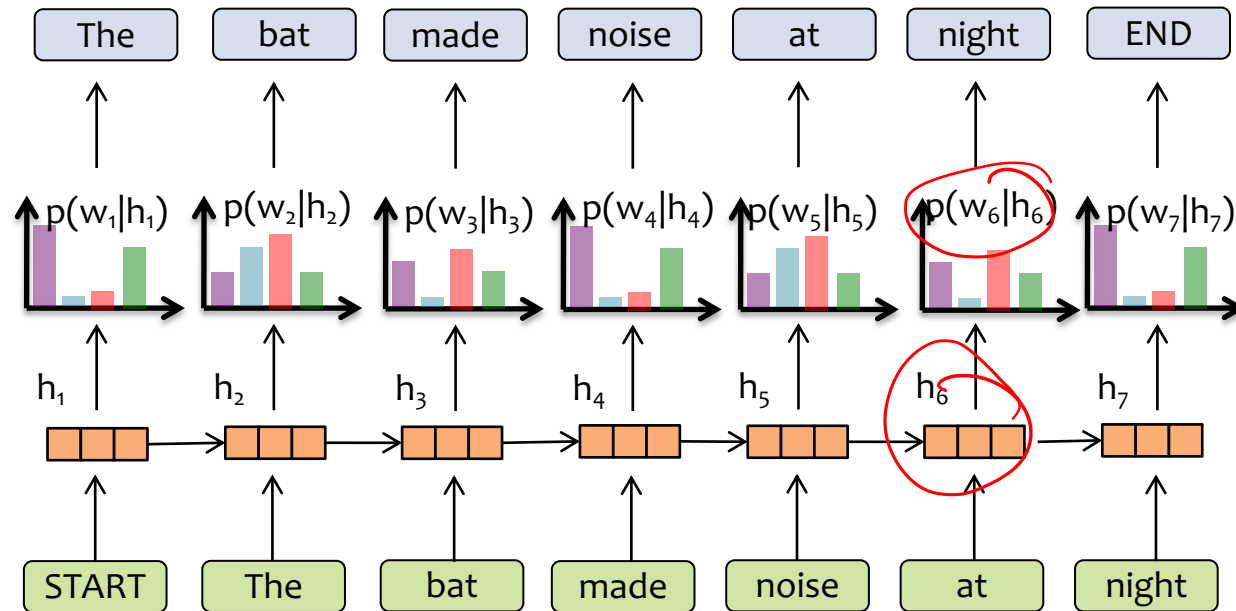 The bat made noise at night END
p(w₁|h₁) p(w₂|h₂) p(w₃|h₃) p(w₄|h₄) p(w₅|h₅) p(w₆|h₆) p(w₇|h₇)
h₁ h₂ h₃ h₄ h₅ h₆ h₇
START The bat made noise at night